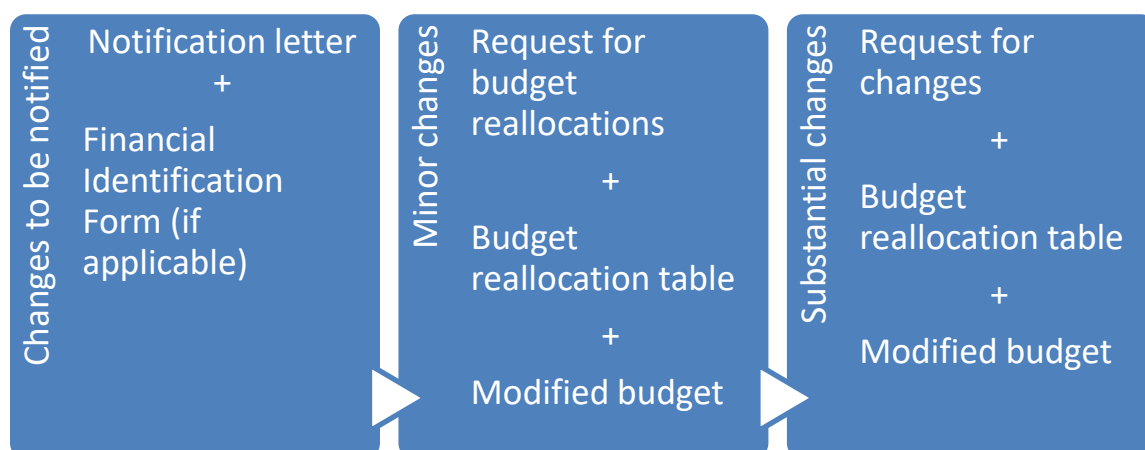 Changes to be notified
Notification letter
+
Financial
Identification
Form (if
applicable)
Minor changes
Request for
budget
reallocations
+
Budget
reallocation table
+
Modified budget
Substantial changes
Request for
changes
+
Budget
reallocation table
+
Modified budget